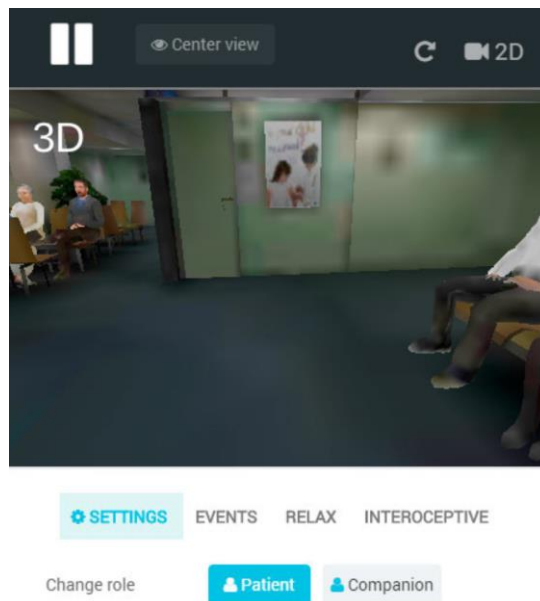 Center view
2D
3D
SETTINGS EVENTS RELAX INTEROCEPTIVE
Change role Patient Companion